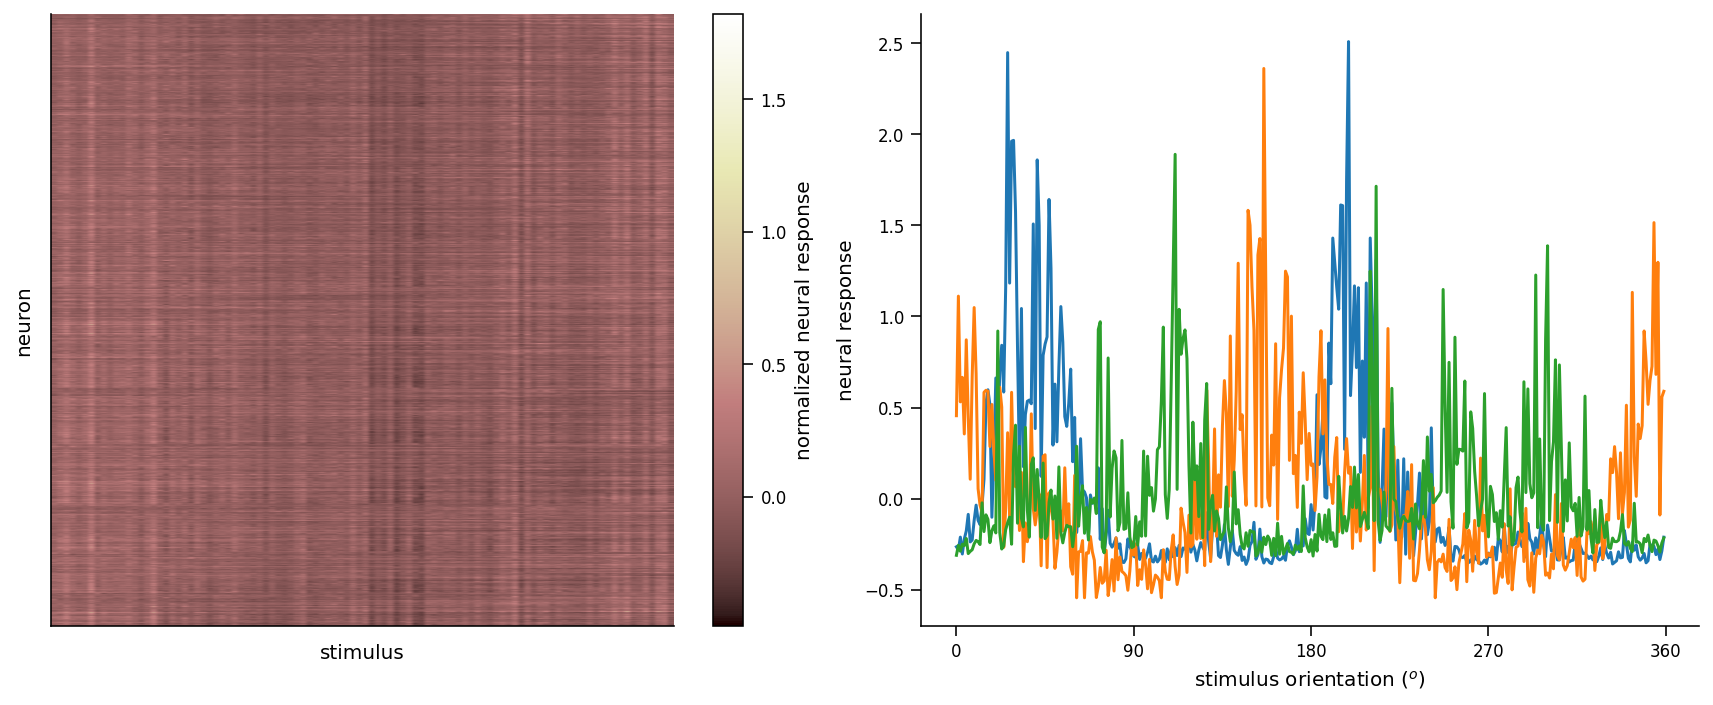 neuron
stimulus
1.5
1.0
0.5
0.0
normalized neural response
neural response
2.5
2.0
1.5
1.0
0.5
0.0
−0.5
0 90 180 270 360
stimulus orientation (o)